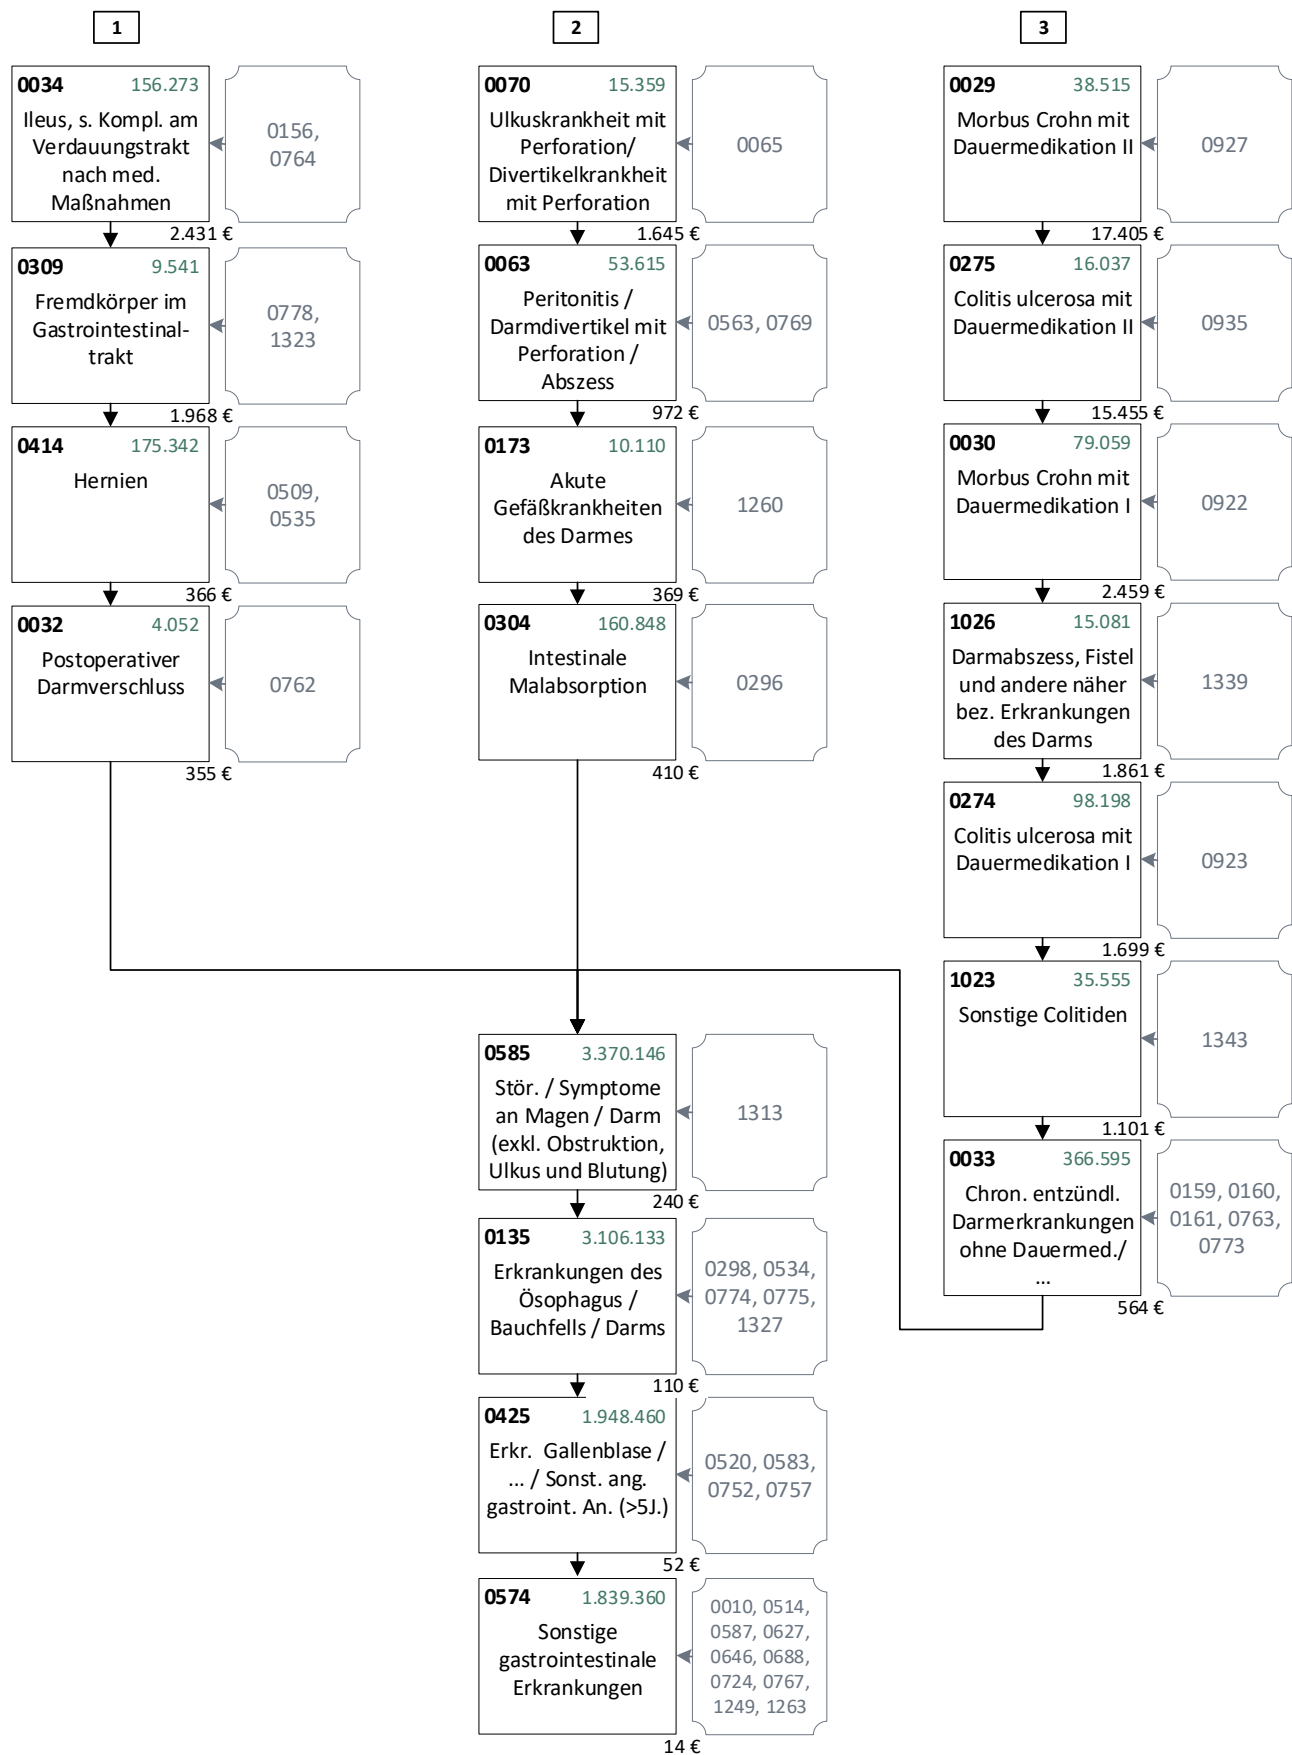 1
0034 156.273
Ileus, s. Kompl. am
Verdauungstrakt
nach med.
Maßnahmen
0156,
0764
2.431 €
0309 9.541
Fremdkörper im
Gastrointestinal-
trakt
0778,
1323
1.968 €
0414 175.342
Hernien
0509,
0535
366 €
0032 4.052
Postoperativer
Darmverschluss
0762
355 €
2
0070 15.359
Ulkuskrankheit mit
Perforation/
Divertikelkrankheit
mit Perforation
0065
1.645 €
0063 53.615
Peritonitis /
Darmdivertikel mit
Perforation /
Abszess
0563, 0769
972 €
0173 10.110
Akute
Gefäßkrankheiten
des Darmes
1260
369 €
0304 160.848
Intestinale
Malabsorption
0296
410 €
3
0029 38.515
Morbus Crohn mit
Dauermedikation II
0927
17.405 €
0275 16.037
Colitis ulcerosa mit
Dauermedikation II
0935
15.455 €
0030 79.059
Morbus Crohn mit
Dauermedikation I
0922
2.459 €
1026 15.081
Darmabszess, Fistel
und andere näher
bez. Erkrankungen
des Darms
1339
1.861 €
0274 98.198
Colitis ulcerosa mit
Dauermedikation I
0923
1.699 €
1023 35.555
Sonstige Colitiden
1343
1.101 €
0033 366.595
Chron. entzündl.
Darmerkrankungen
ohne Dauermed./
...
0159, 0160,
0161, 0763,
0773
564 €
0585 3.370.146
Stör. / Symptome
an Magen / Darm
(exkl. Obstruktion,
Ulkus und Blutung)
1313
240 €
0135 3.106.133
Erkrankungen des
Ösophagus /
Bauchfells / Darms
0298, 0534,
0774, 0775,
1327
110 €
0425 1.948.460
Erkr. Gallenblase /
... / Sonst. ang.
gastroint. An. (>5J.)
0520, 0583,
0752, 0757
52 €
0574 1.839.360
Sonstige
gastrointestinale
Erkrankungen
0010, 0514,
0587, 0627,
0646, 0688,
0724, 0767,
1249, 1263
14 €